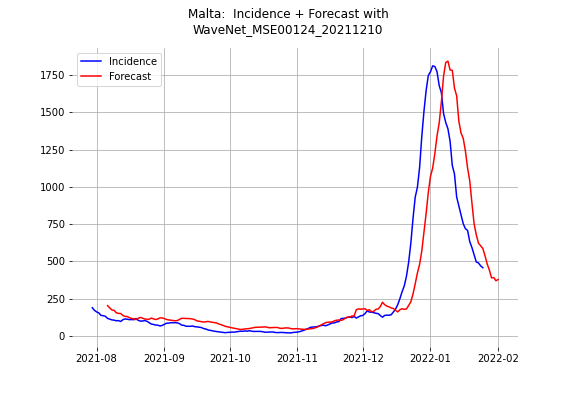 Malta:  Incidence + Forecast with
WaveNet_MSE00124_20211210
Incidence
Forecast
1750
1500
1250
1000
750
500
250
0
2021-08 2021-09 2021-10 2021-11 2021-12 2022-01 2022-02